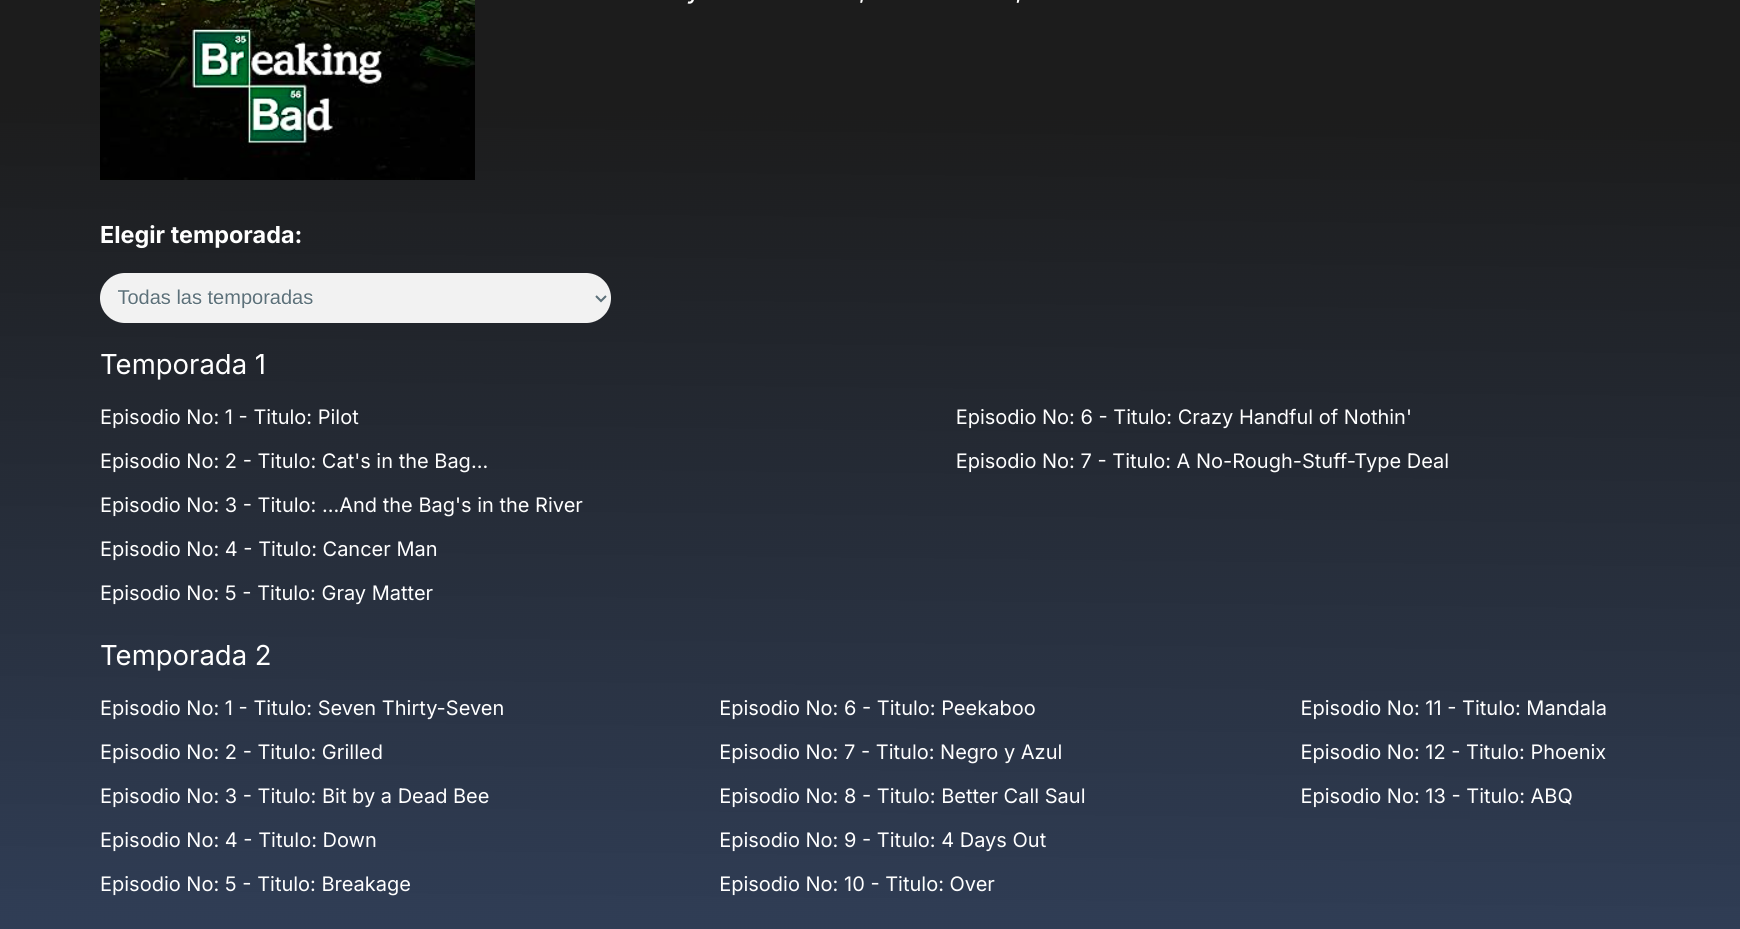 35
Breaking
56
Bad
Elegir temporada:
Todas las temporadas
Temporada 1
Episodio No: 1 - Titulo: Pilot
Episodio No: 2 - Titulo: Cat's in the Bag...
Episodio No: 3 - Titulo: ...And the Bag's in the River
Episodio No: 4 - Titulo: Cancer Man
Episodio No: 5 - Titulo: Gray Matter
Episodio No: 6 - Titulo: Crazy Handful of Nothin'
Episodio No: 7 - Titulo: A No-Rough-Stuff-Type Deal
Temporada 2
Episodio No: 1 - Titulo: Seven Thirty-Seven
Episodio No: 2 - Titulo: Grilled
Episodio No: 3 - Titulo: Bit by a Dead Bee
Episodio No: 4 - Titulo: Down
Episodio No: 5 - Titulo: Breakage
Episodio No: 6 - Titulo: Peekaboo
Episodio No: 7 - Titulo: Negro y Azul
Episodio No: 8 - Titulo: Better Call Saul
Episodio No: 9 - Titulo: 4 Days Out
Episodio No: 10 - Titulo: Over
Episodio No: 11 - Titulo: Mandala
Episodio No: 12 - Titulo: Phoenix
Episodio No: 13 - Titulo: ABQ